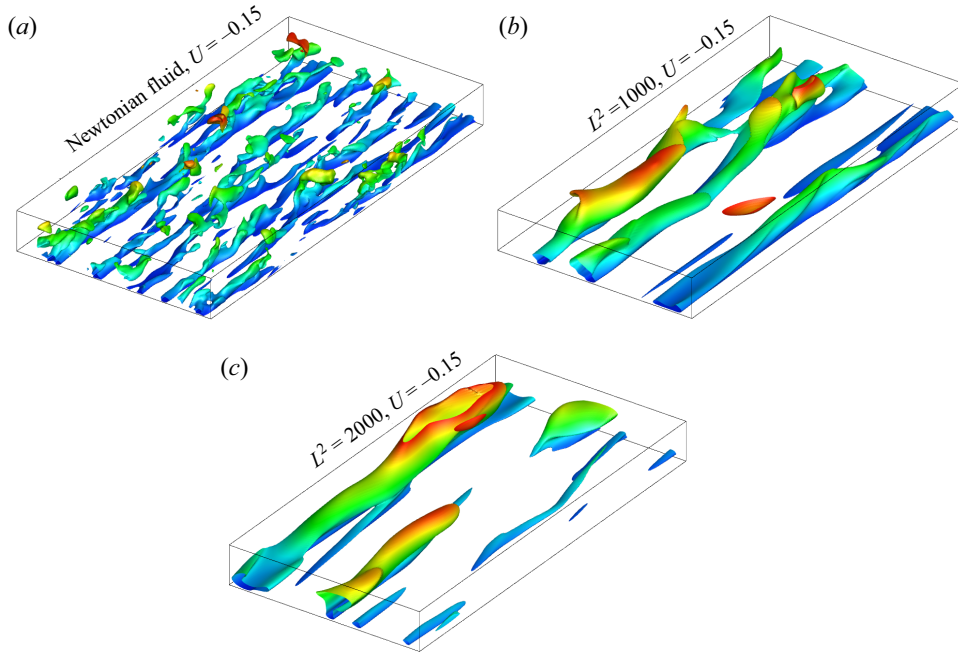 (a)
Newtonian fluid, U = −0.15
(b)
L² =1000, U = −0.15
(c)
L² = 2000, U = −0.15